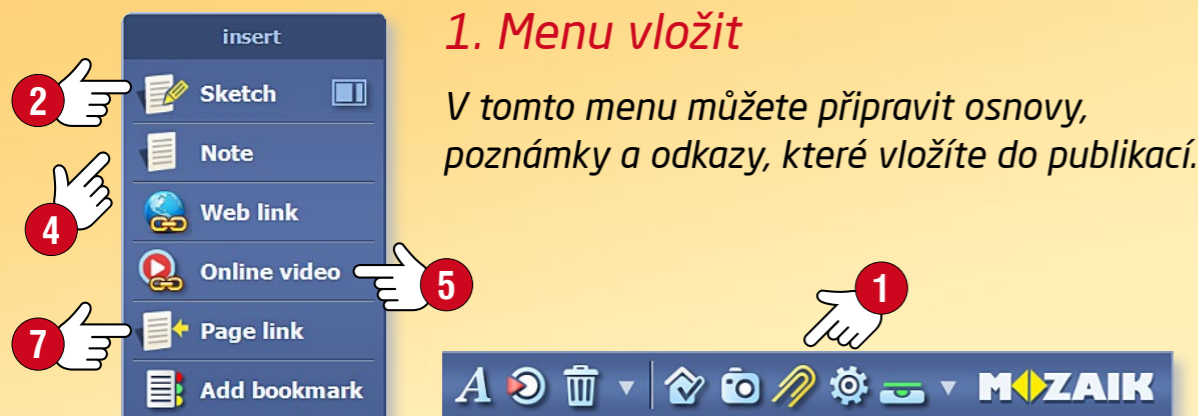 insert
2
Sketch
Note
4
Web link
Online video
5
7
Page link
Add bookmark
1. Menu vložit
V tomto menu můžete připravit osnovy,
poznámky a odkazy, které vložíte do publikací.
1
A
MOZAIK